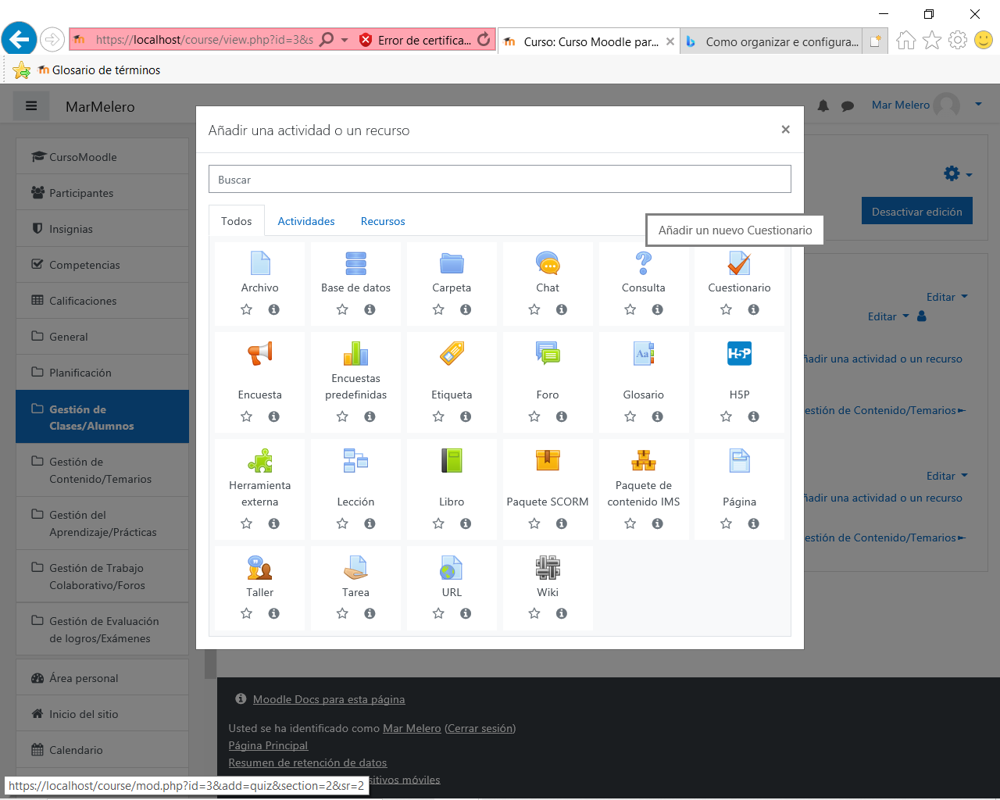 https://localhost/course/view.php?id=3&s
Error de certifica...
Curso: Curso Moodle par...
Como organizar e configura...
Glosario de términos
MarMelero
Mar Melero
Añadir una actividad o un recurso
Buscar
Todos
Actividades
Recursos
Añadir un nuevo Cuestionario
Desactivar edición
Archivo
Base de datos
Carpeta
Chat
Consulta
Cuestionario
Encuesta
Encuestas
predefinidas
Etiqueta
Foro
Glosario
H5P
H5P
Herramienta
externa
Lección
Libro
Paquete SCORM
Paquete de
contenido IMS
Página
Taller
Tarea
URL
Wiki
CursoMoodle
Participantes
Insignias
Competencias
Calificaciones
General
Planificación
Gestión de
Clases/Alumnos
Gestión de
Contenido/Temarios
Gestión del
Aprendizaje/Prácticas
Gestión de Trabajo
Colaborativo/Foros
Gestión de Evaluación
de logros/Exámenes
Área personal
Inicio del sitio
Calendario
Editar
Editar
ñadir una actividad o un recurso
estión de Contenido/Temarios
Editar
ñadir una actividad o un recurso
estión de Contenido/Temarios
Moodle Docs para esta página
Usted se ha identificado como Mar Melero (Cerrar sesión)
Página Principal
Resumen de retención de datos
sitivos móviles
https://localhost/course/mod.php?id=3&add=quiz&section=2&sr=2